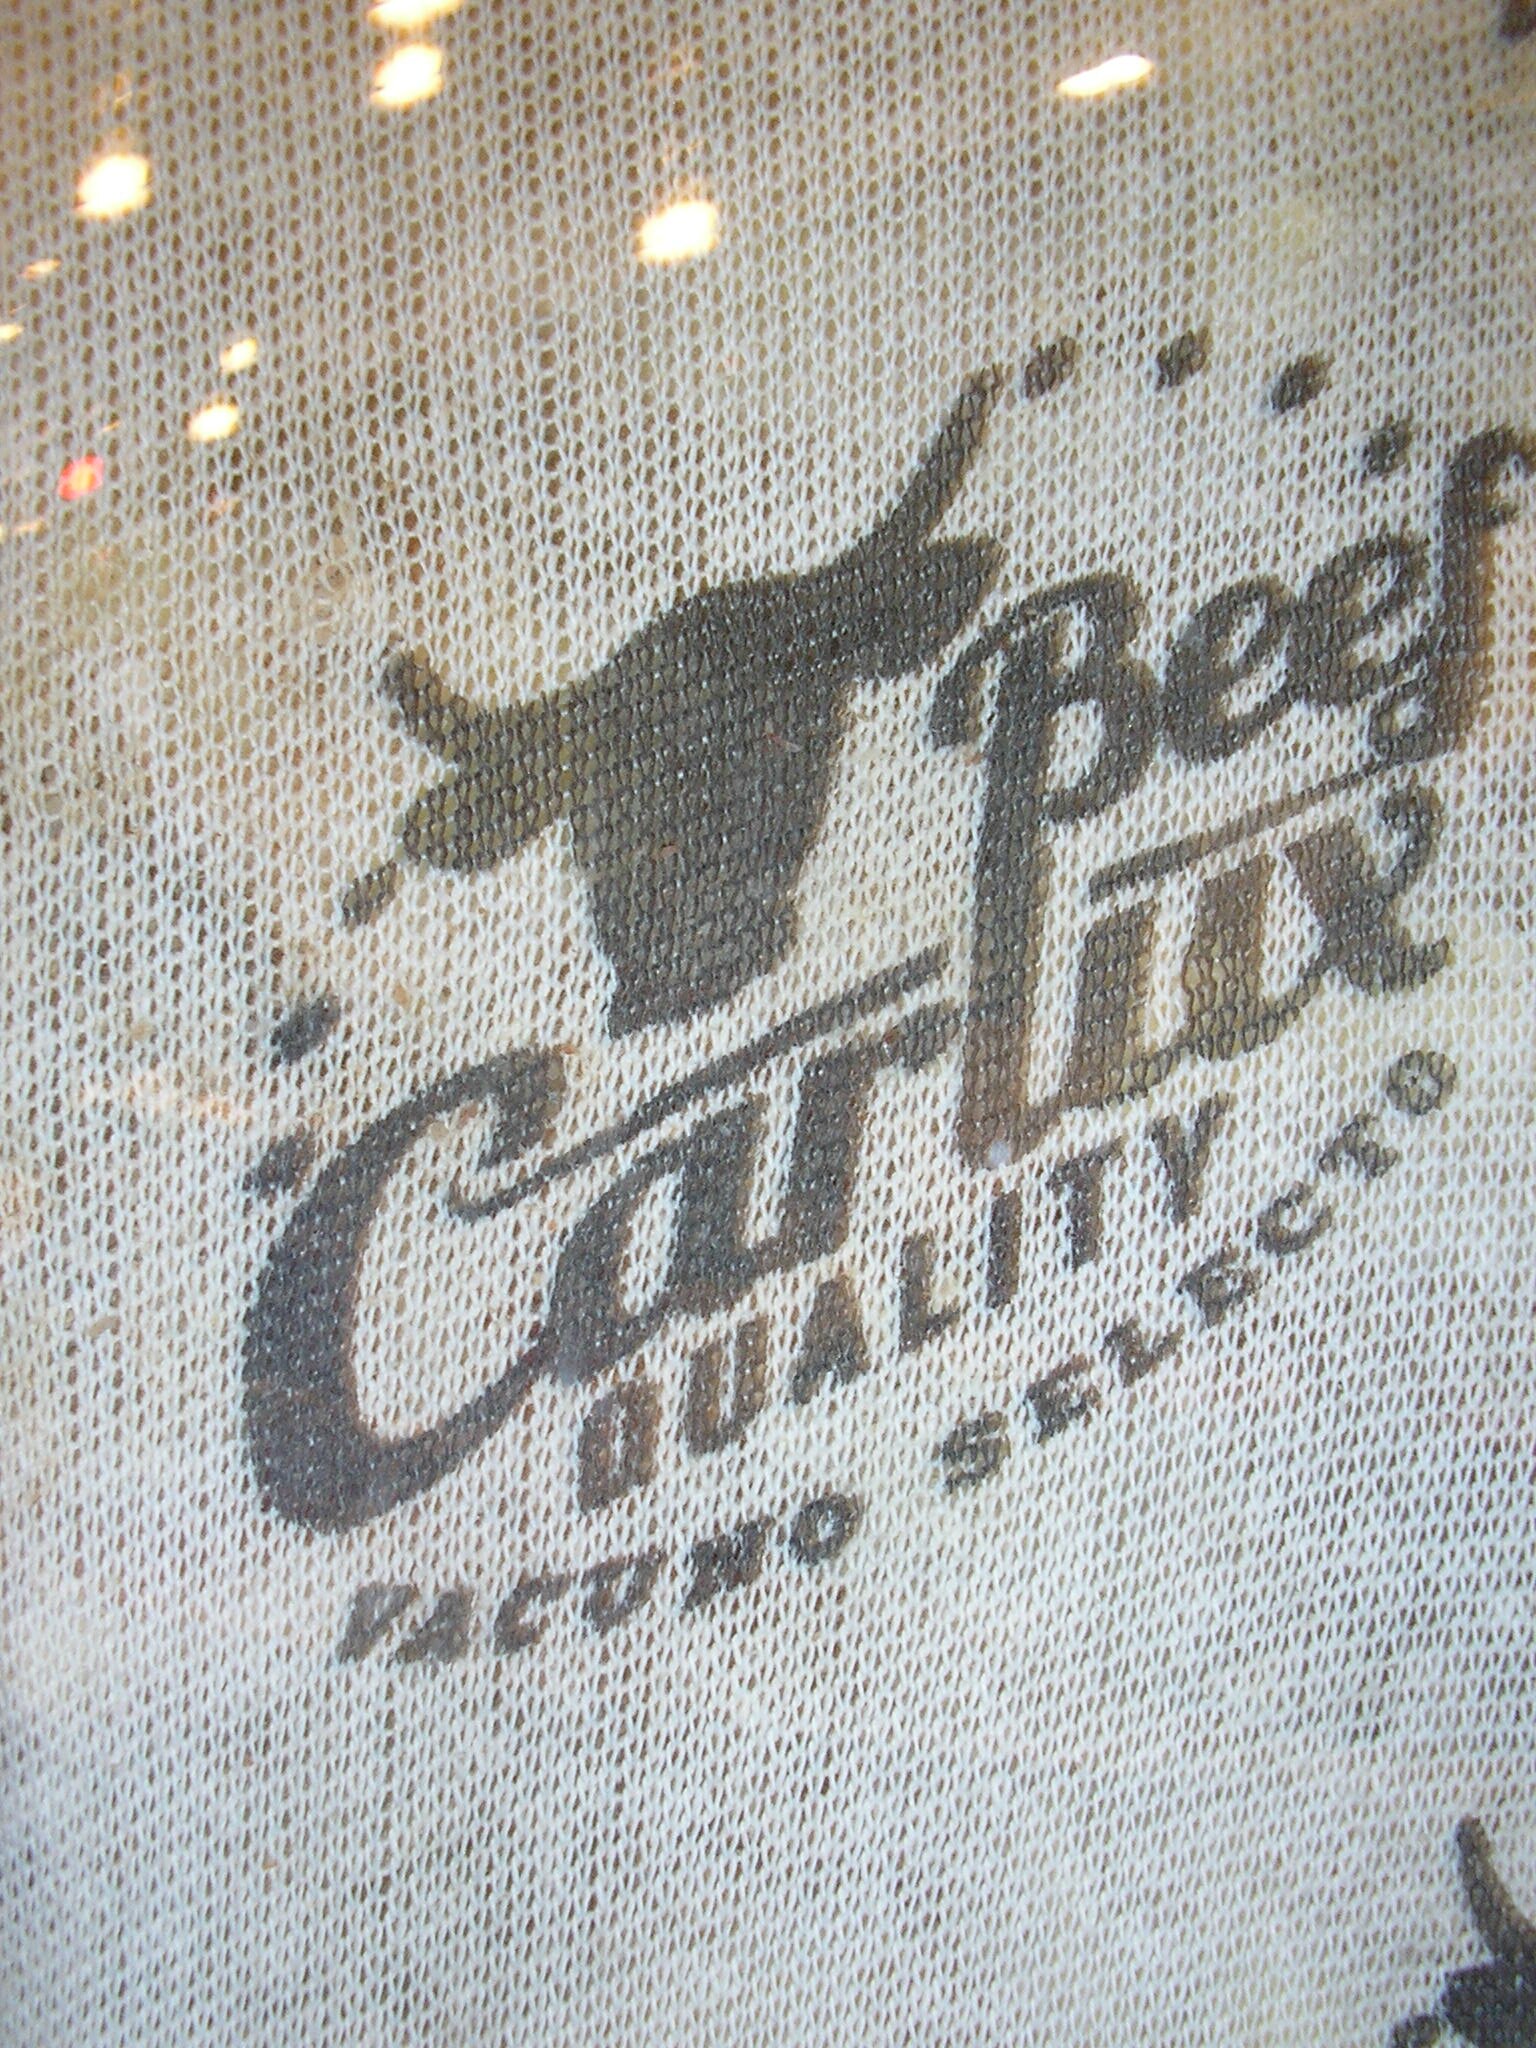 Beef
Carlix
QUALITY
VACUNO SELECTO